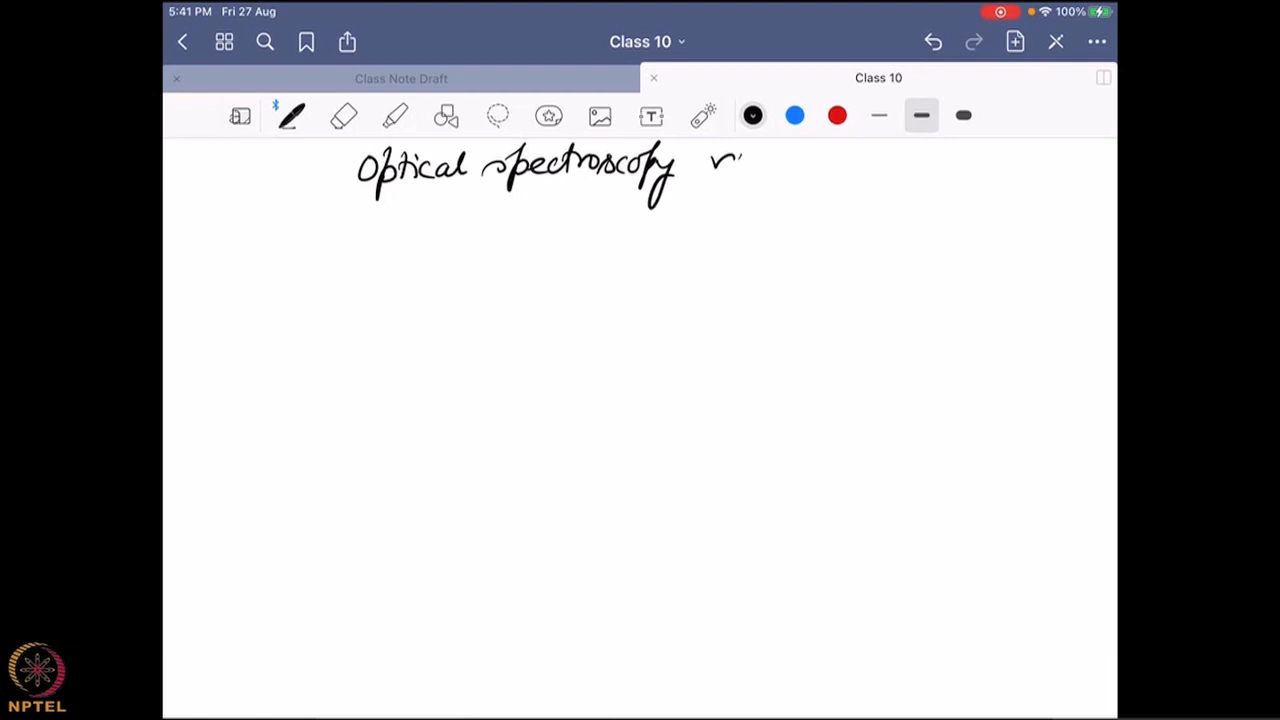 5:41 PM Fri 27 Aug 100%
Class 10
Class Note Draft Class 10
T
Optical spectroscopy
NPTEL